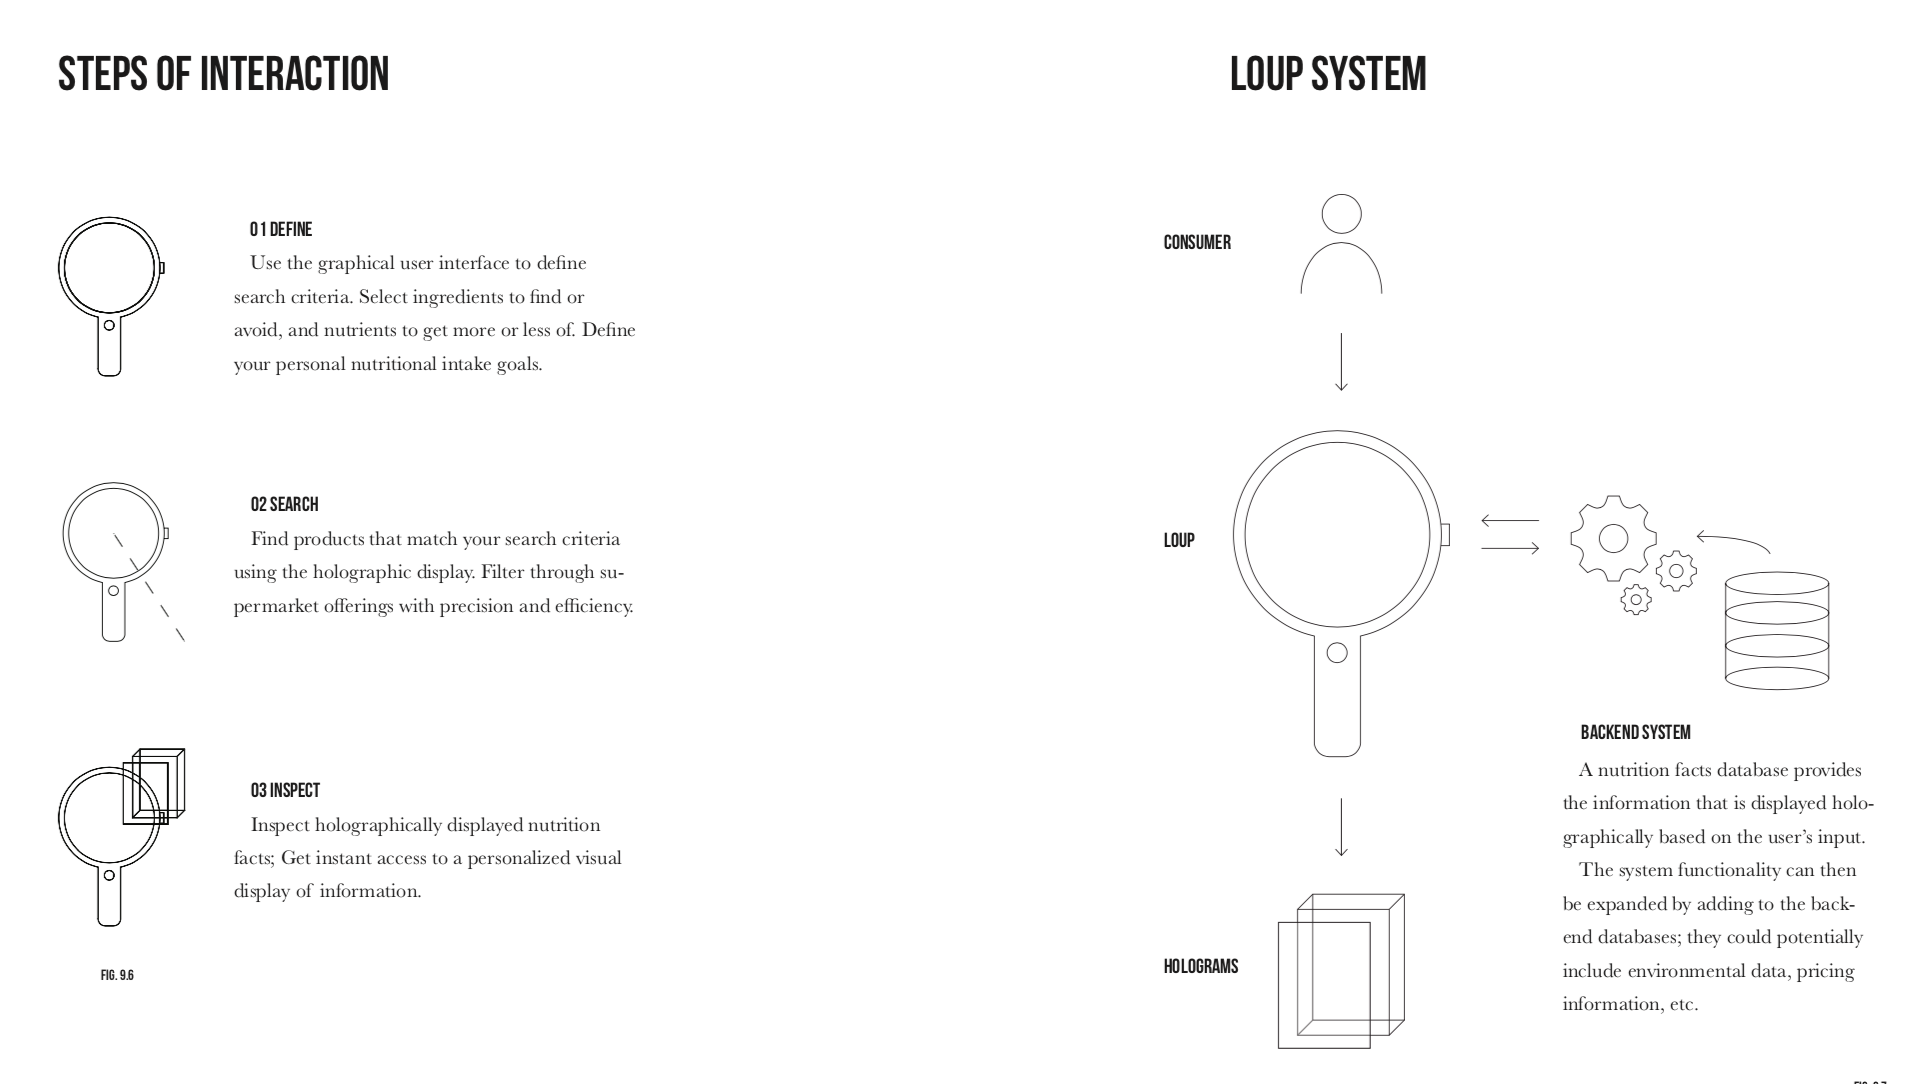 STEPS OF INTERACTION
01 DEFINE
Use the graphical user interface to define
search criteria. Select ingredients to find or
avoid, and nutrients to get more or less of. Define
your personal nutritional intake goals.
02 SEARCH
Find products that match your search criteria
using the holographic display. Filter through su-
permarket offerings with precision and efficiency.
03 INSPECT
Inspect holographically displayed nutrition
facts; Get instant access to a personalized visual
display of information.
FIG. 9.6
LOUP SYSTEM
CONSUMER
LOUP
BACKEND SYSTEM
A nutrition facts database provides
the information that is displayed holo-
graphically based on the user's input.
The system functionality can then
be expanded by adding to the back-
end databases; they could potentially
include environmental data, pricing
information, etc.
HOLOGRAMS